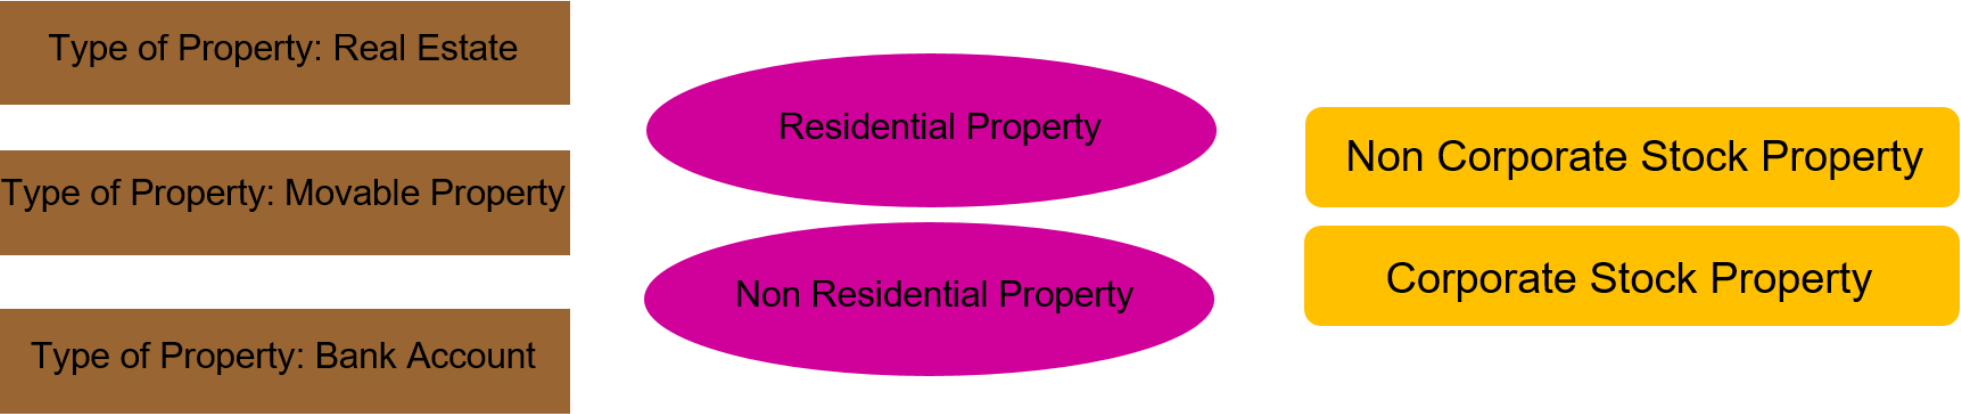 Type of Property: Real Estate
Type of Property: Movable Property
Type of Property: Bank Account
Residential Property
Non Residential Property
Non Corporate Stock Property
Corporate Stock Property